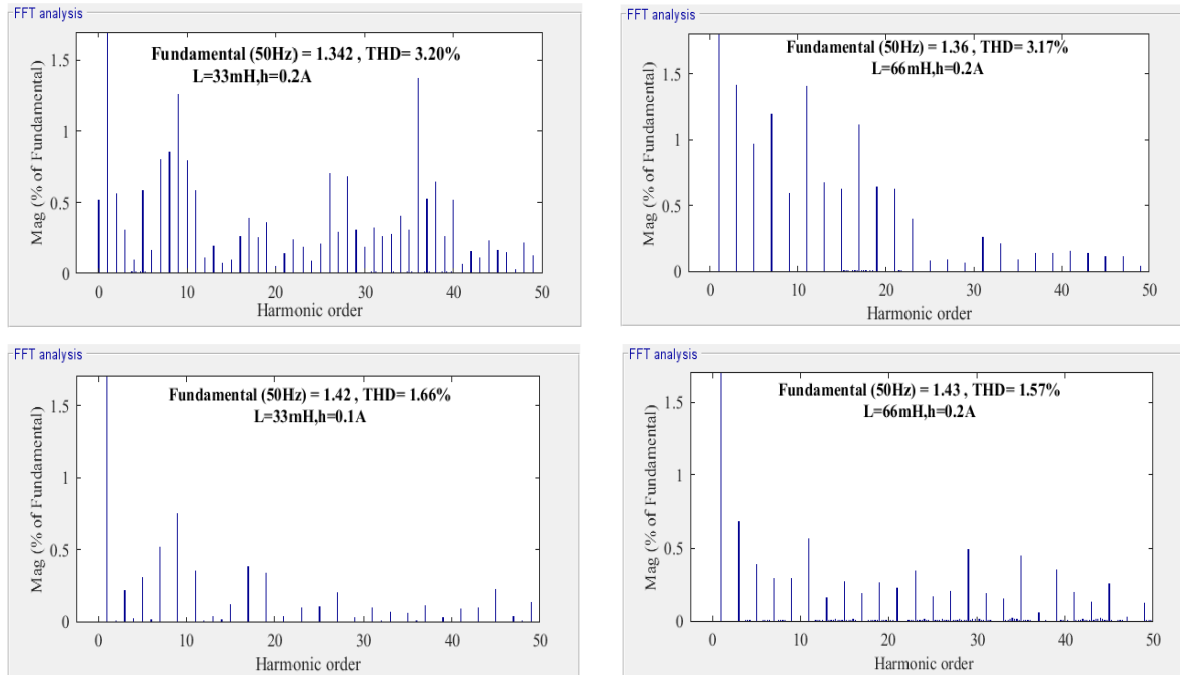 FFT analysis
Fundamental (50Hz) = 1.342 , THD= 3.20%
L=33mH,h=0.2A
Mag (% of Fundamental)
1.5
1
0.5
0
0 10 20 30 40 50
Harmonic order
FFT analysis
Fundamental (50Hz) = 1.36 , THD= 3.17%
L=66mH,h=0.2A
Mag (% of Fundamental)
1.5
1
0.5
0
0 10 20 30 40 50
Harmonic order
FFT analysis
Fundamental (50Hz) = 1.42 , THD= 1.66%
L=33mH,h=0.1A
Mag (% of Fundamental)
1.5
1
0.5
0
0 10 20 30 40 50
Harmonic order
FFT analysis
Fundamental (50Hz) = 1.43 , THD= 1.57%
L=66mH,h=0.2A
Mag (% of Fundamental)
1.5
1
0.5
0
0 10 20 30 40 50
Harmonic order